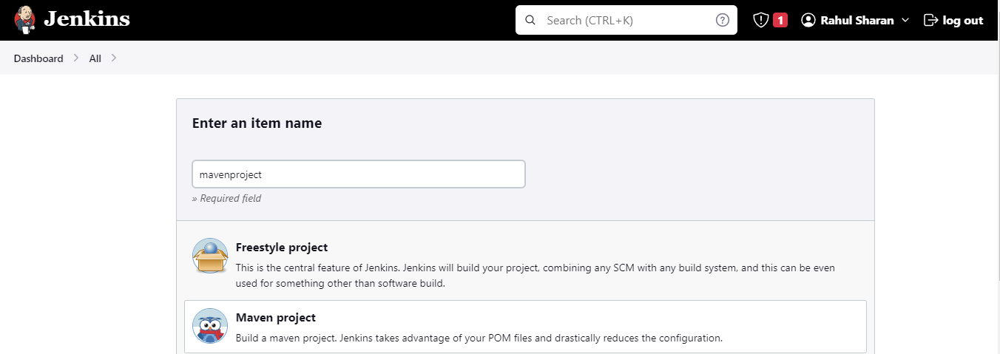 Jenkins
Search (CTRL+K)
1
Rahul Sharan
log out
Dashboard
All
Enter an item name
mavenproject
» Required field
Freestyle project
This is the central feature of Jenkins. Jenkins will build your project, combining any SCM with any build system, and this can be even
used for something other than software build.
Maven project
Build a maven project. Jenkins takes advantage of your POM files and drastically reduces the configuration.